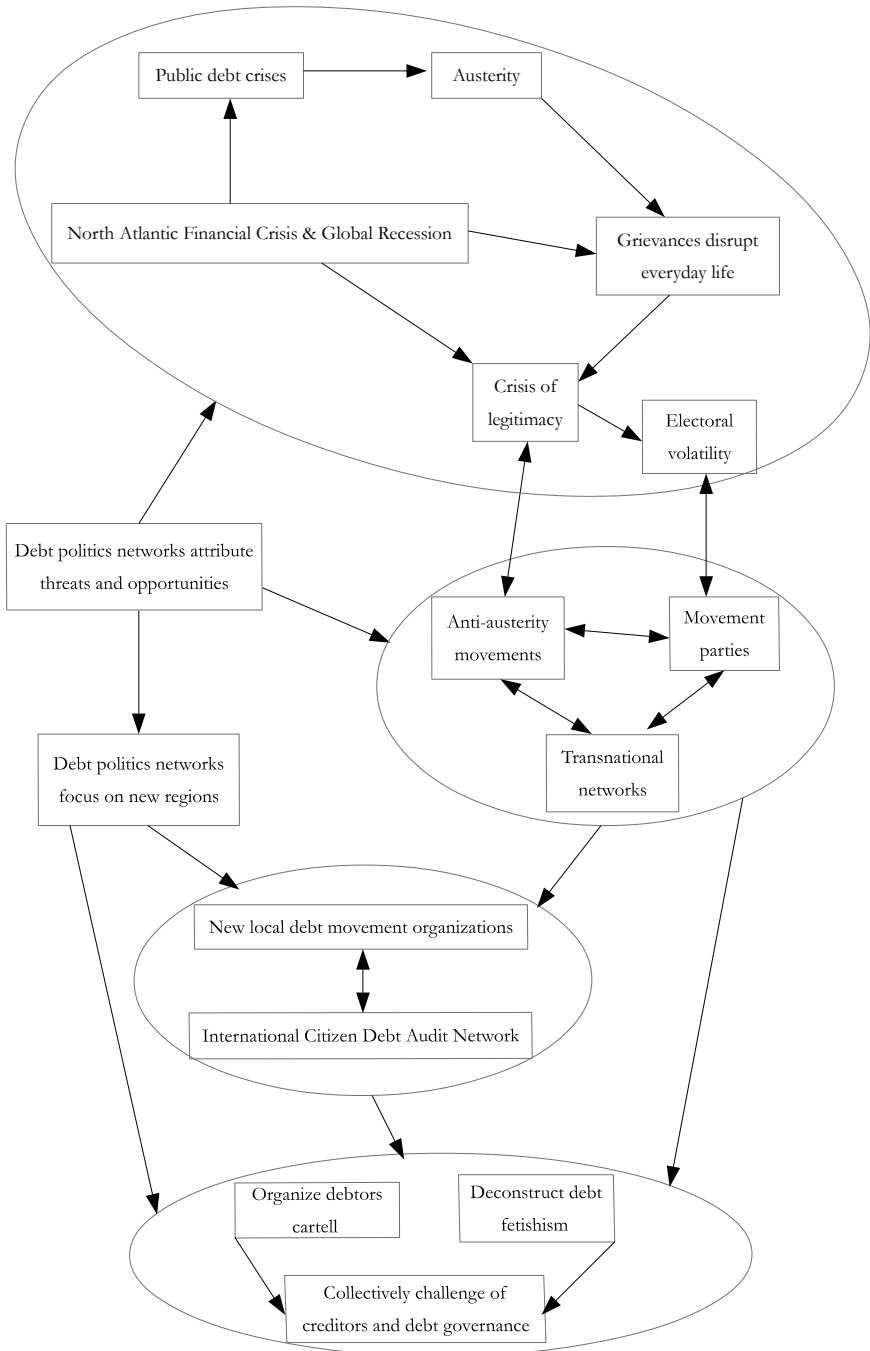 Public debt crises
Austerity
North Atlantic Financial Crisis & Global Recession
Grievances disrupt
everyday life
Crisis of
legitimacy
Electoral
volatility
Debt politics networks attribute
threats and opportunities
Anti-austerity
movements
Movement
parties
Debt politics networks
focus on new regions
Transnational
networks
New local debt movement organizations
International Citizen Debt Audit Network
Organize debtors
cartell
Deconstruct debt
fetishism
Collectively challenge of
creditors and debt governance